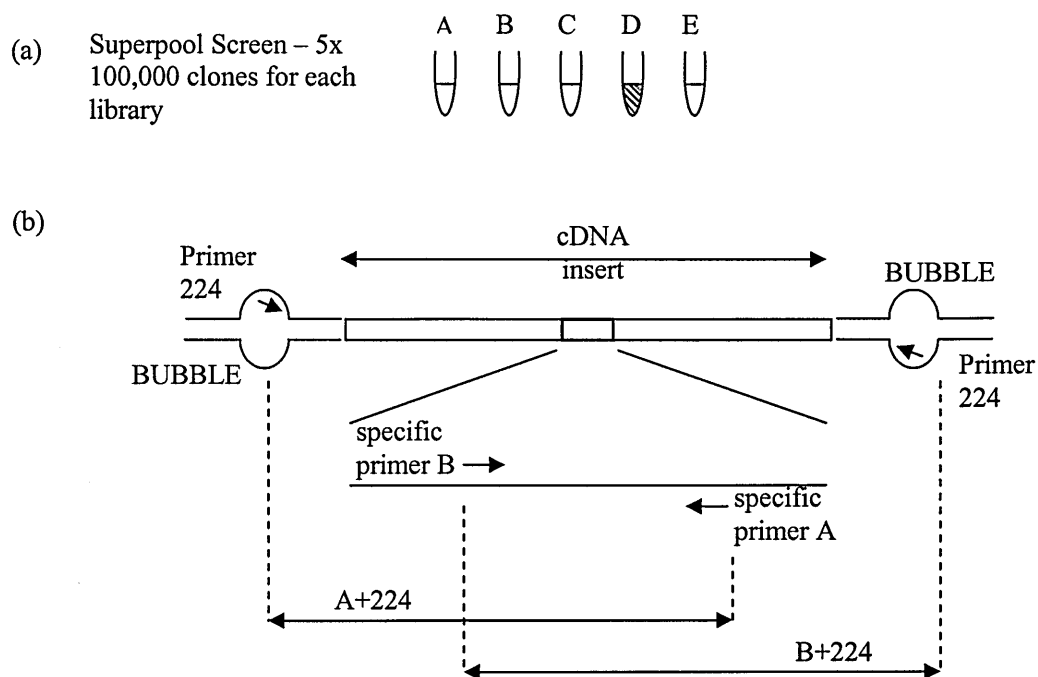 (a)
Superpool Screen – 5x
100,000 clones for each
library
A B C D E
(b)
cDNA
insert
Primer
224
BUBBLE
BUBBLE
Primer
224
specific
primer B
specific
primer A
A+224
B+224